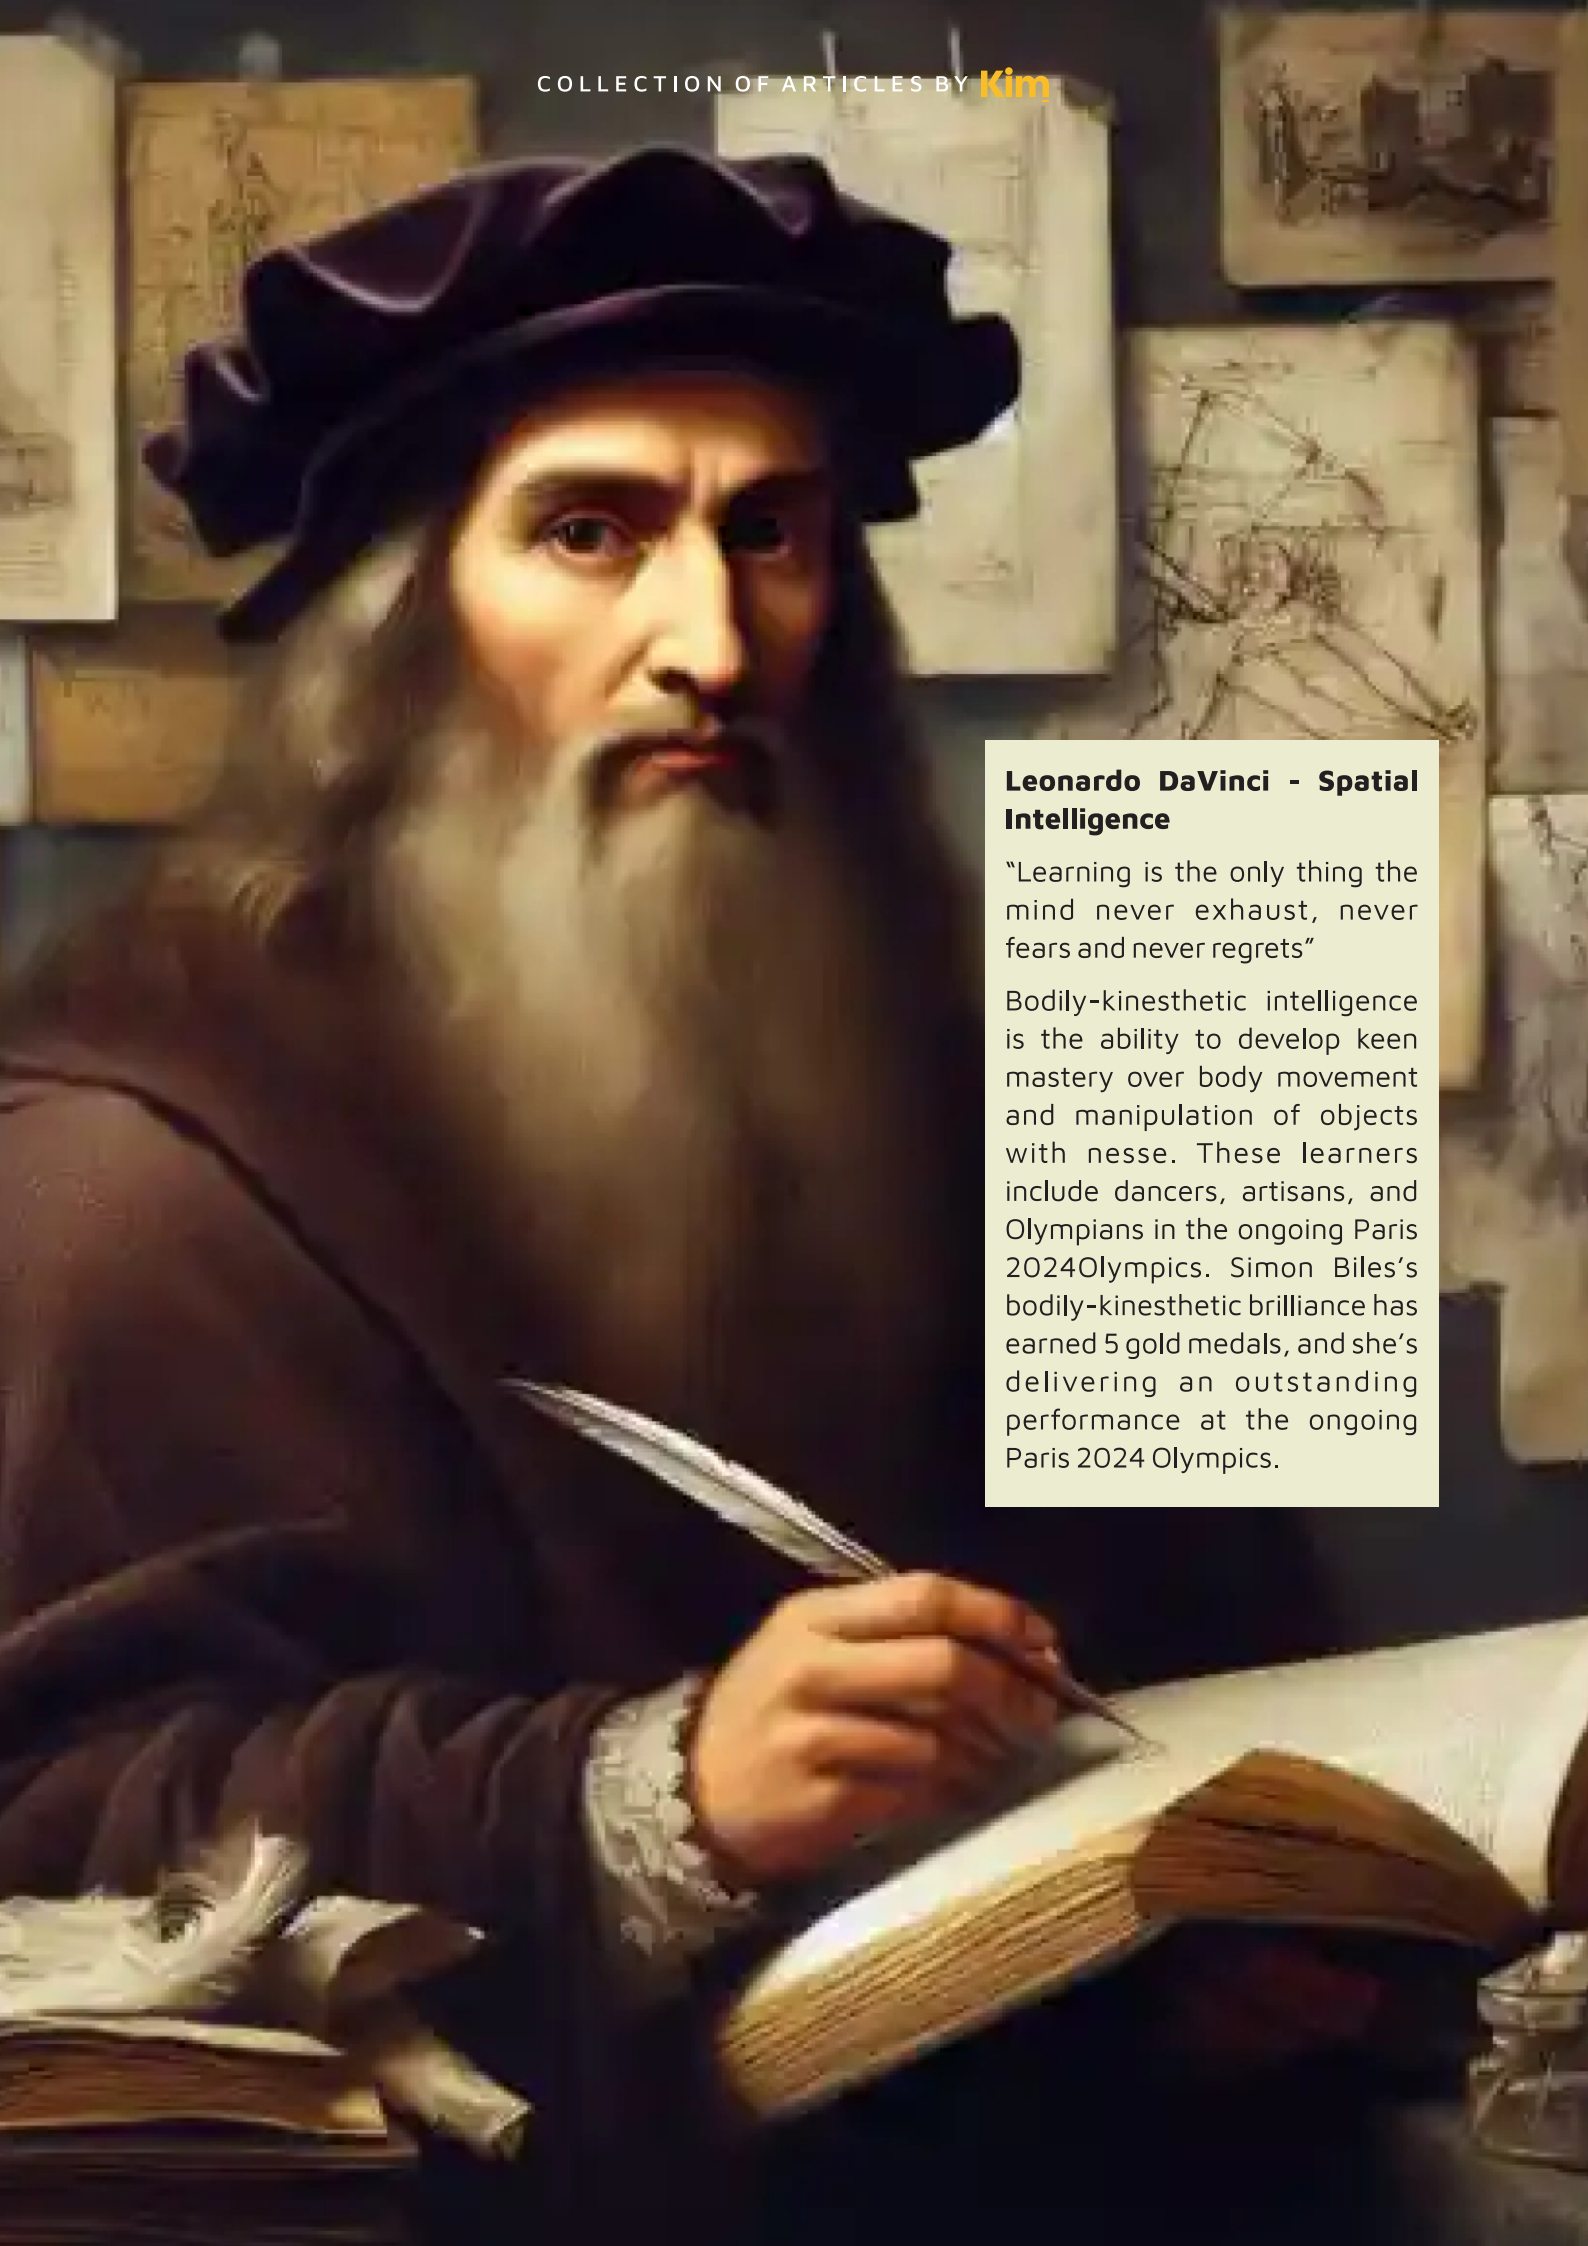 COLLECTION OF ARTICLES BY Kim
Leonardo DaVinci - Spatial
Intelligence
“Learning is the only thing the
mind never exhaust, never
fears and never regrets”
Bodily-kinesthetic intelligence
is the ability to develop keen
mastery over body movement
and manipulation of objects
with nesse. These learners
include dancers, artisans, and
Olympians in the ongoing Paris
2024Olympics. Simon Biles’s
bodily-kinesthetic brilliance has
earned 5 gold medals, and she’s
delivering an outstanding
performance at the ongoing
Paris 2024 Olympics.